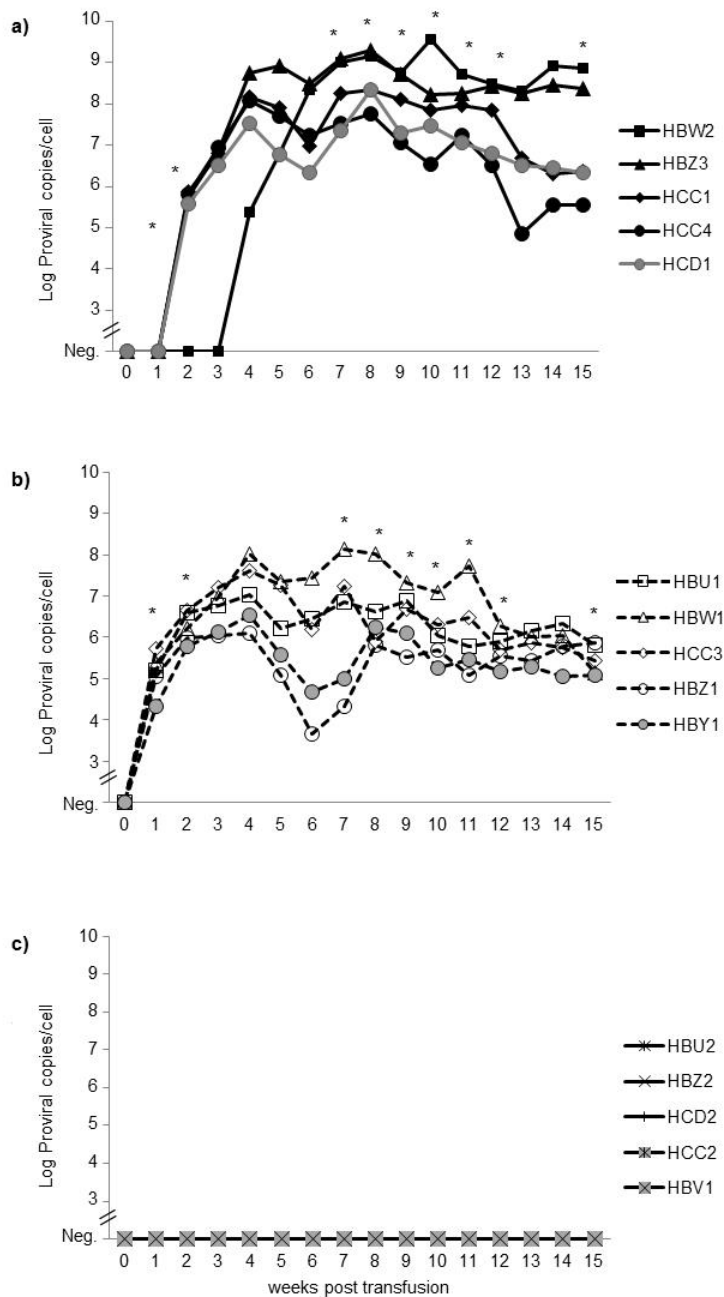 a)
Log Proviral copies/cell
10
9
8
7
6
5
4
3
Neg.
* * * * * * * * * *
0 1 2 3 4 5 6 7 8 9 10 11 12 13 14 15
HBW2
HBZ3
HCC1
HCC4
HCD1
b)
Log Proviral copies/cell
10
9
8
7
6
5
4
3
Neg.
* * * * * * * * * 
0 1 2 3 4 5 6 7 8 9 10 11 12 13 14 15
HBU1
HBW1
HCC3
HBZ1
HBY1
c)
Log Proviral copies/cell
10
9
8
7
6
5
4
3
Neg.
0 1 2 3 4 5 6 7 8 9 10 11 12 13 14 15
weeks post transfusion
HBU2
HBZ2
HCD2
HCC2
HBV1